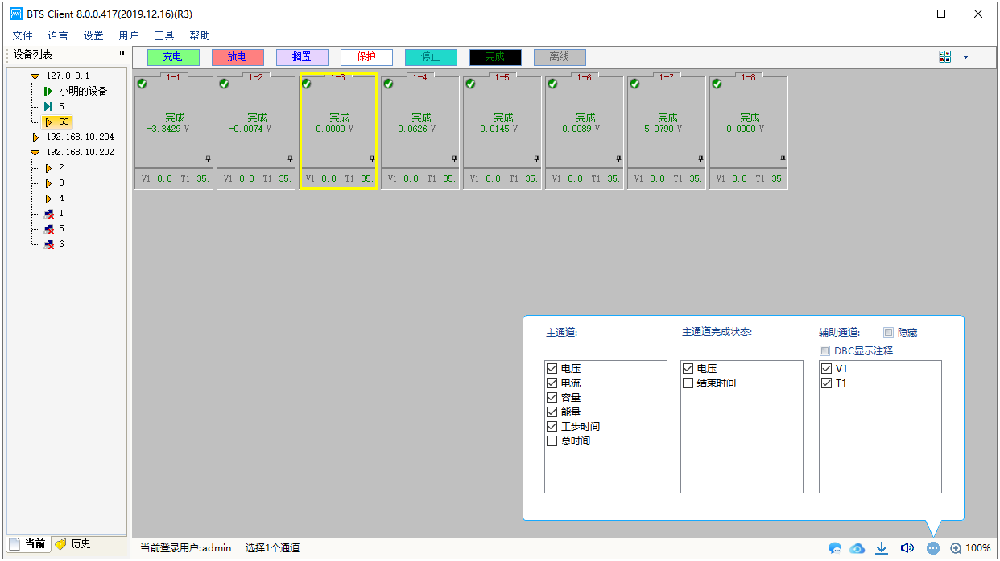 BTS Client 8.0.0.417(2019.12.16)(R3)
文件 语言 设置 用户 工具 帮助
设备列表
充电 放电 搁置 保护 停止 完成 离线
127.0.0.1
小明的设备
5
53
192.168.10.204
192.168.10.202
2
3
4
1
5
6
1-1 1-2 1-3 1-4 1-5 1-6 1-7 1-8
完成 完成 完成 完成 完成 完成 完成 完成
-3.3429 V -0.0074 V 0.0000 V 0.0626 V 0.0145 V 0.0089 V 5.0790 V 0.0000 V
V1-0.0 T1-35. V1-0.0 T1-35. V1-0.0 T1-35. V1-0.0 T1-35. V1-0.0 T1-35. V1-0.0 T1-35. V1-0.0 T1-35. V1-0.0 T1-35.
主通道:
电压
电流
容量
能量
工步时间
总时间
主通道完成状态:
电压
结束时间
辅助通道: 隐藏
DBC显示注释
V1
T1
当前 历史
当前登录用户:admin 选择1个通道
100%